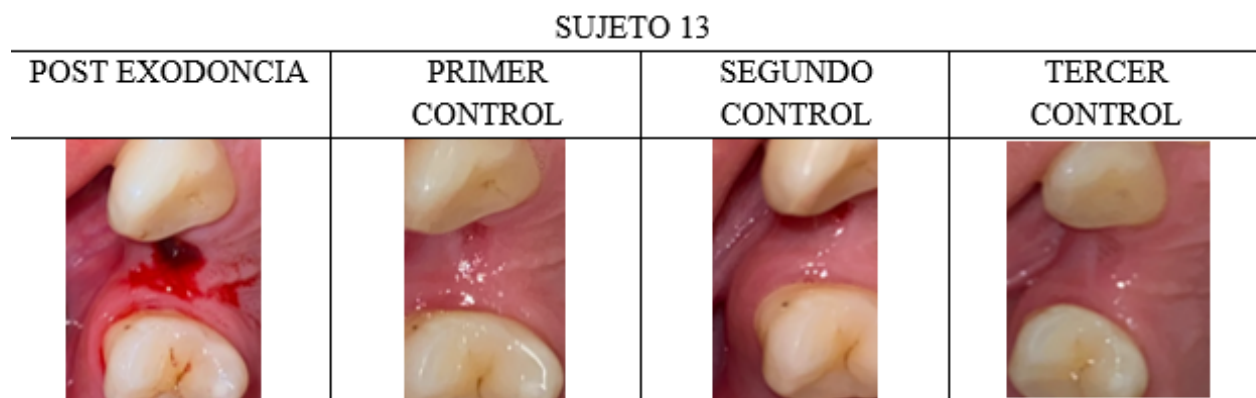 SUJETO 13
POST EXODONCIA
PRIMER CONTROL
SEGUNDO CONTROL
TERCER CONTROL